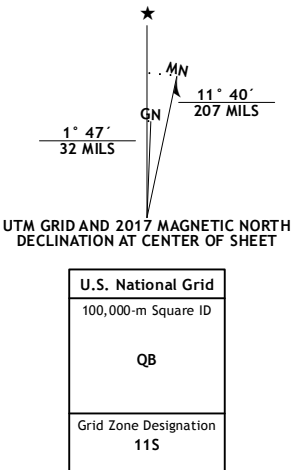 ★
MN
GN
11° 40´
207 MILS
1° 47´
32 MILS
UTM GRID AND 2017 MAGNETIC NORTH
DECLINATION AT CENTER OF SHEET
U.S. National Grid
100,000-m Square ID
QB
Grid Zone Designation
11S